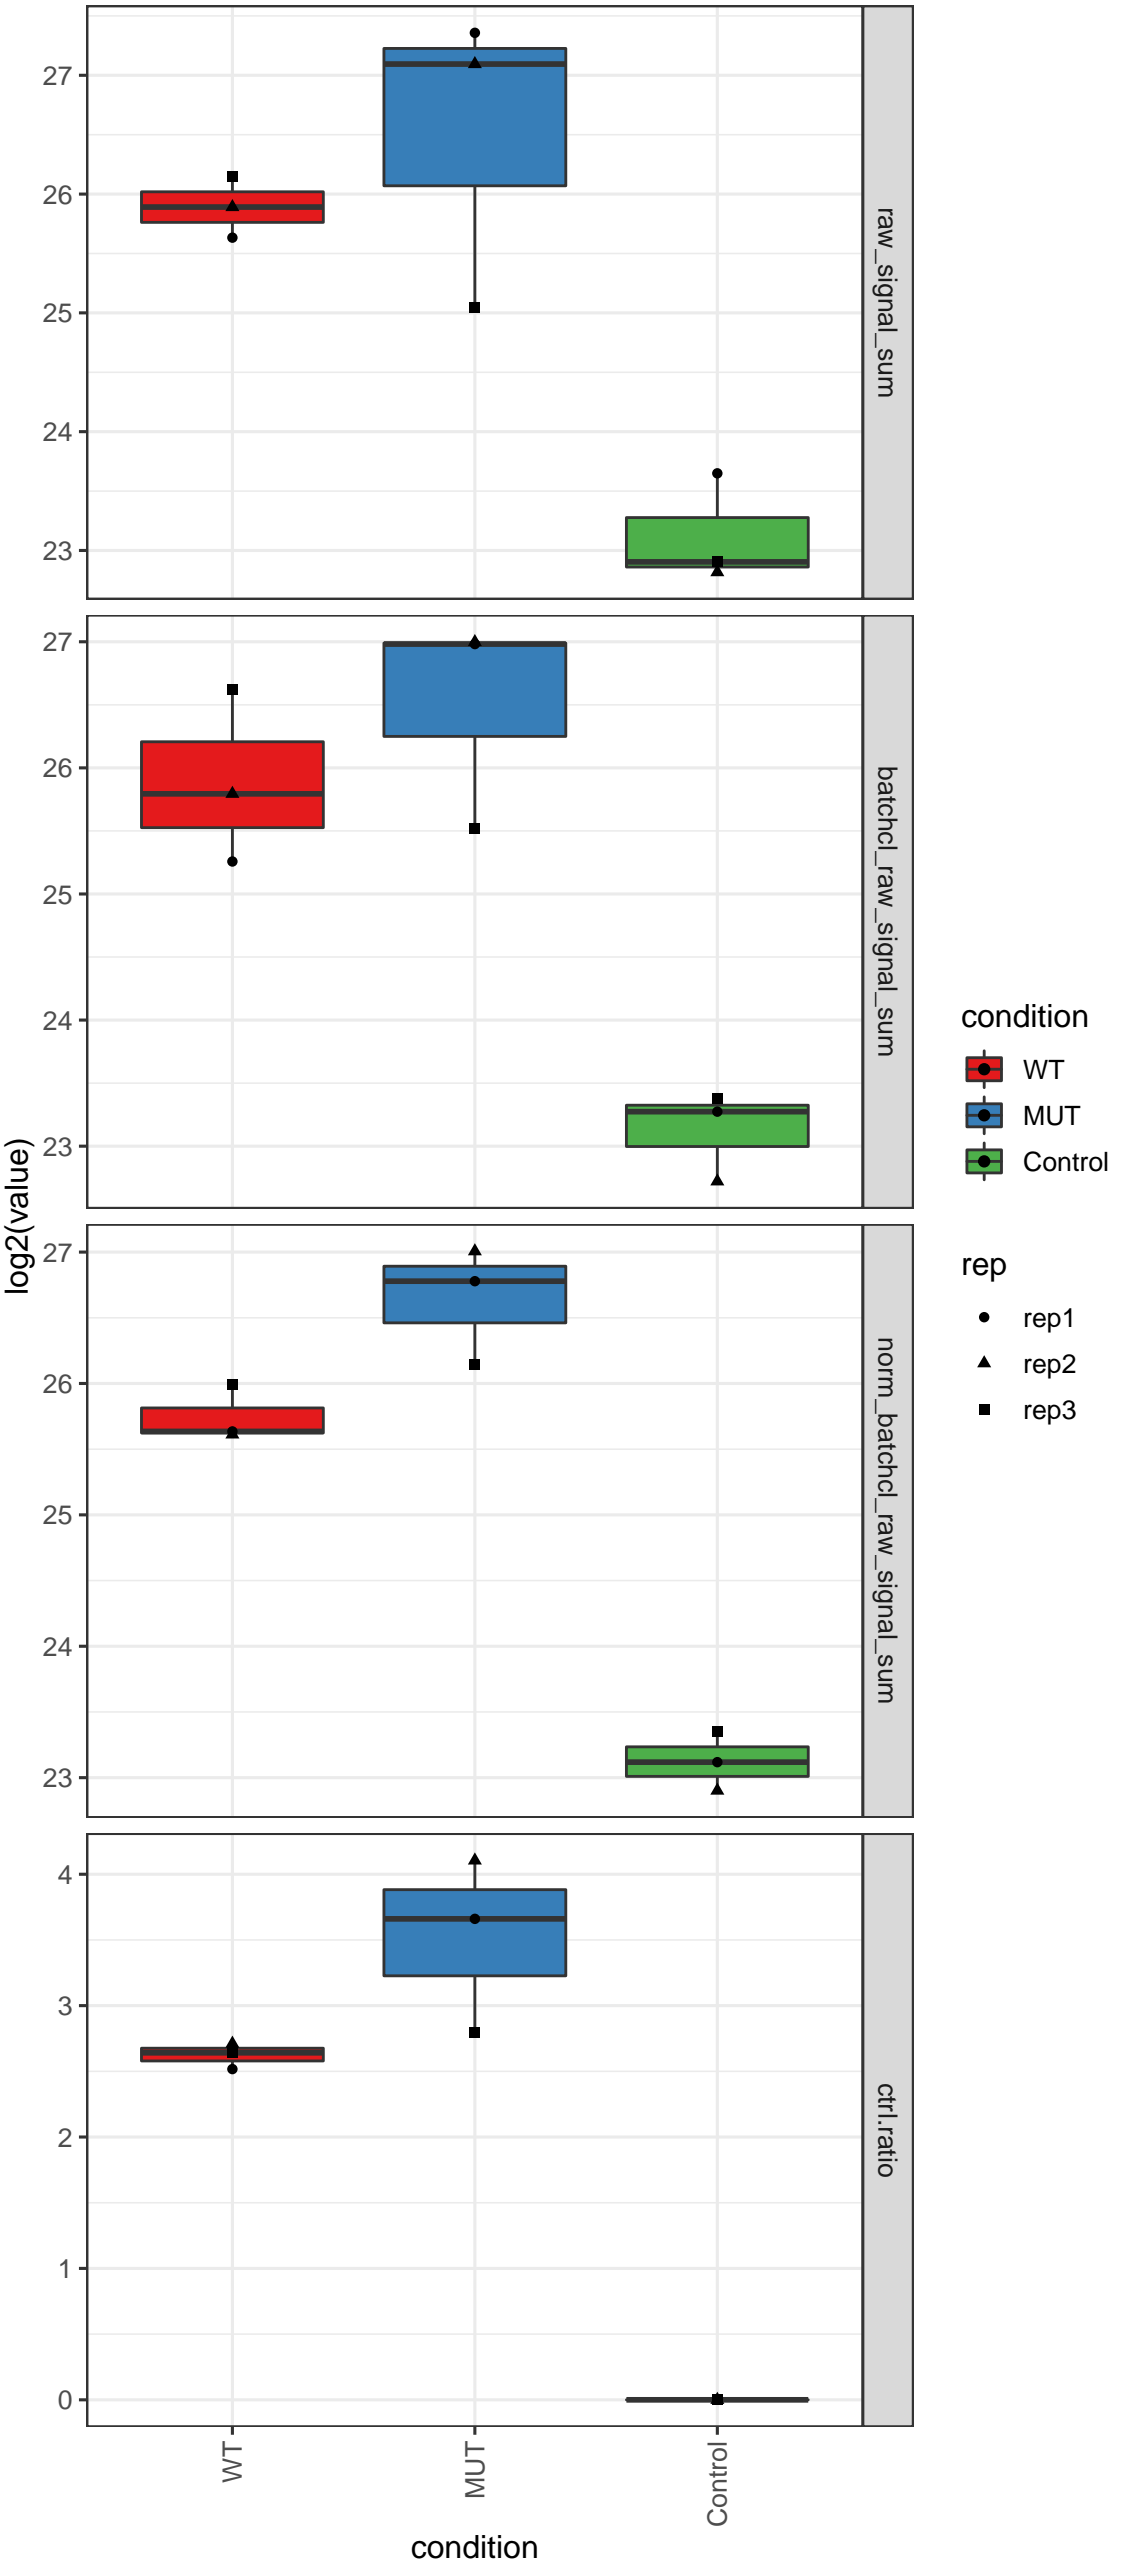 27
26
25
24
23
raw_signal_sum
27
26
25
24
23
batchcl_raw_signal_sum
27
26
25
24
23
norm_batchcl_raw_signal_sum
4
3
2
1
0
ctrl.ratio
log2(value)
WT
MUT
Control
condition
condition
WT
MUT
Control
rep
rep1
rep2
rep3